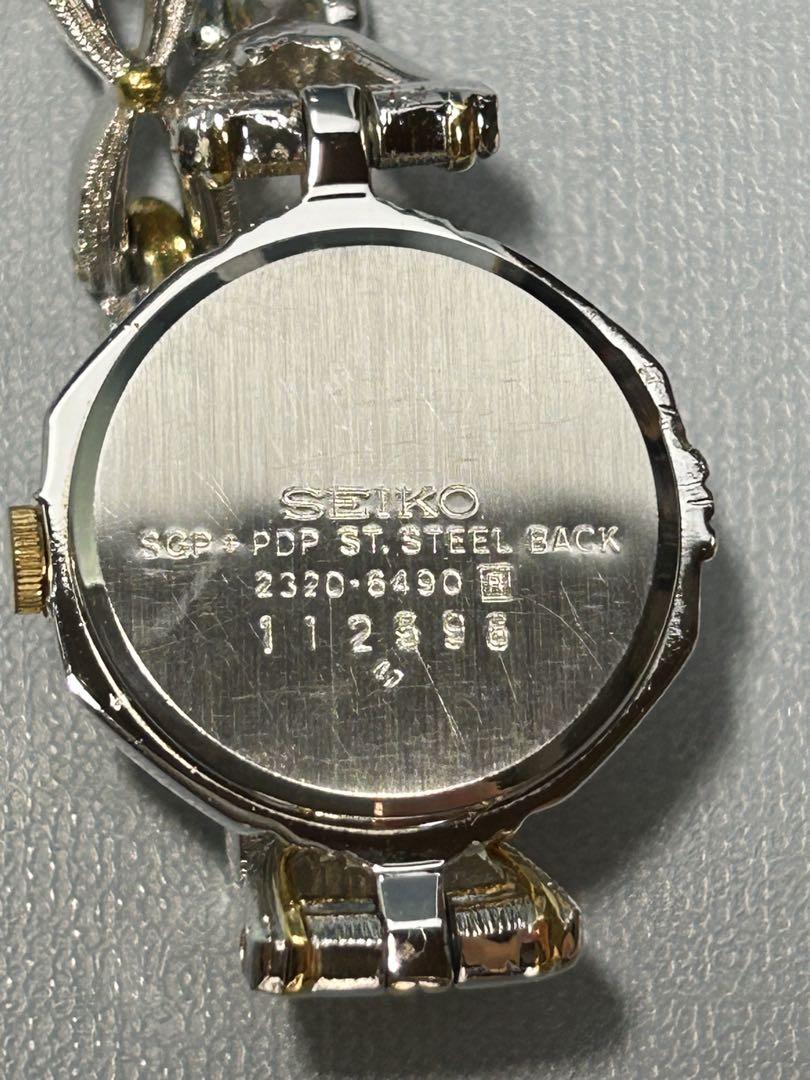 SEIKO
SGP+PDP ST.STEEL BACK
2320-6490 R
112898